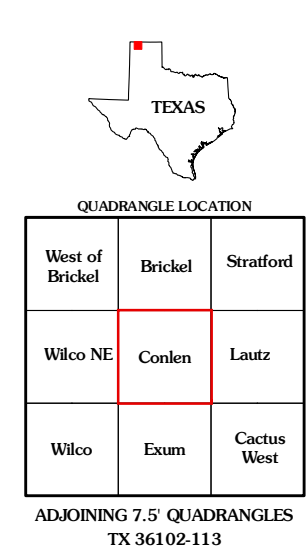 TEXAS
QUADRANGLE LOCATION
West of
Brickel
Brickel
Stratford
Wilco NE
Conlen
Lautz
Wilco
Exum
Cactus
West
ADJOINING 7.5' QUADRANGLES
TX 36102-113